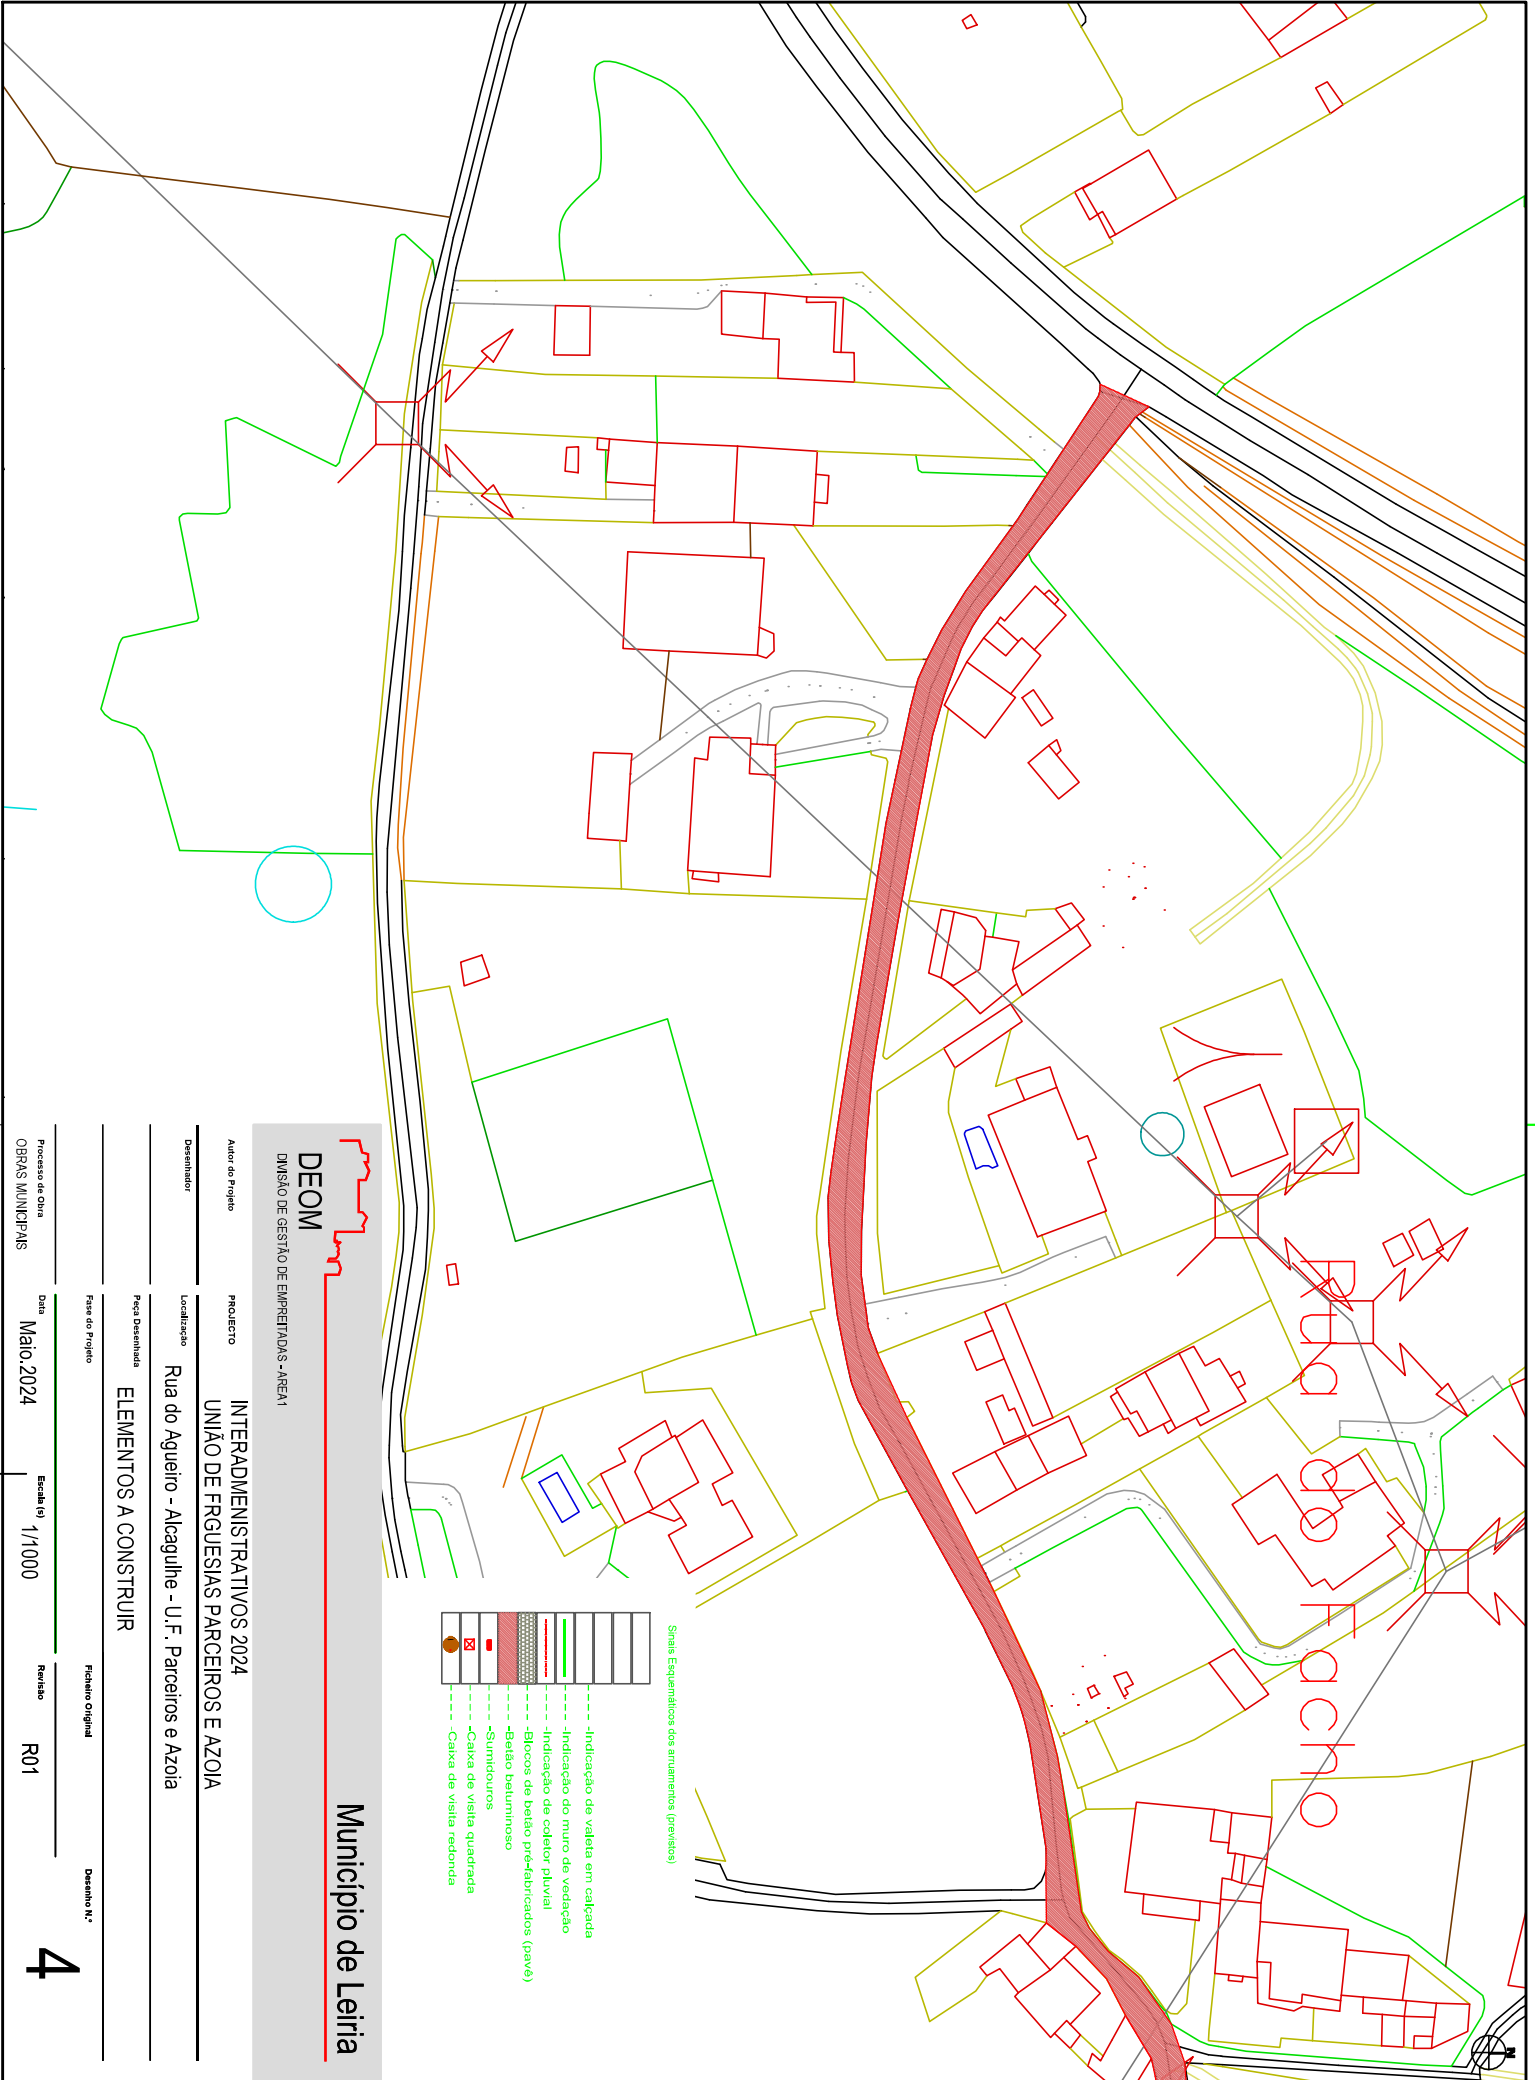 Quinta do Facho
N
Sinais Esquemáticos dos arruamentos (previstos)
Indicação de valeta em calçada
Indicação do muro de vedação
Indicação de coletor pluvial
Blocos de betão pré-fabricados (pavê)
Betão betuminoso
Sumidouros
Caixa de visita quadrada
Caixa de visita redonda
Município de Leiria
DEOM
DIVISÃO DE GESTÃO DE EMPREITADAS - AREA1
Autor do Projeto
PROJECTO
INTERADMENISTRATIVOS 2024
UNIÃO DE FRGUESIAS PARCEIROS E AZOIA
Desenhador
Localização
Rua do Agueiro - Alcagulhe - U.F. Parceiros e Azoia
Peça Desenhada
ELEMENTOS A CONSTRUIR
Fase do Projeto
Ficheiro Original
Desenho N.º
4
Processo de Obra
OBRAS MUNICIPAIS
Data
Maio.2024
Escala (s)
1/1000
Revisão
R01